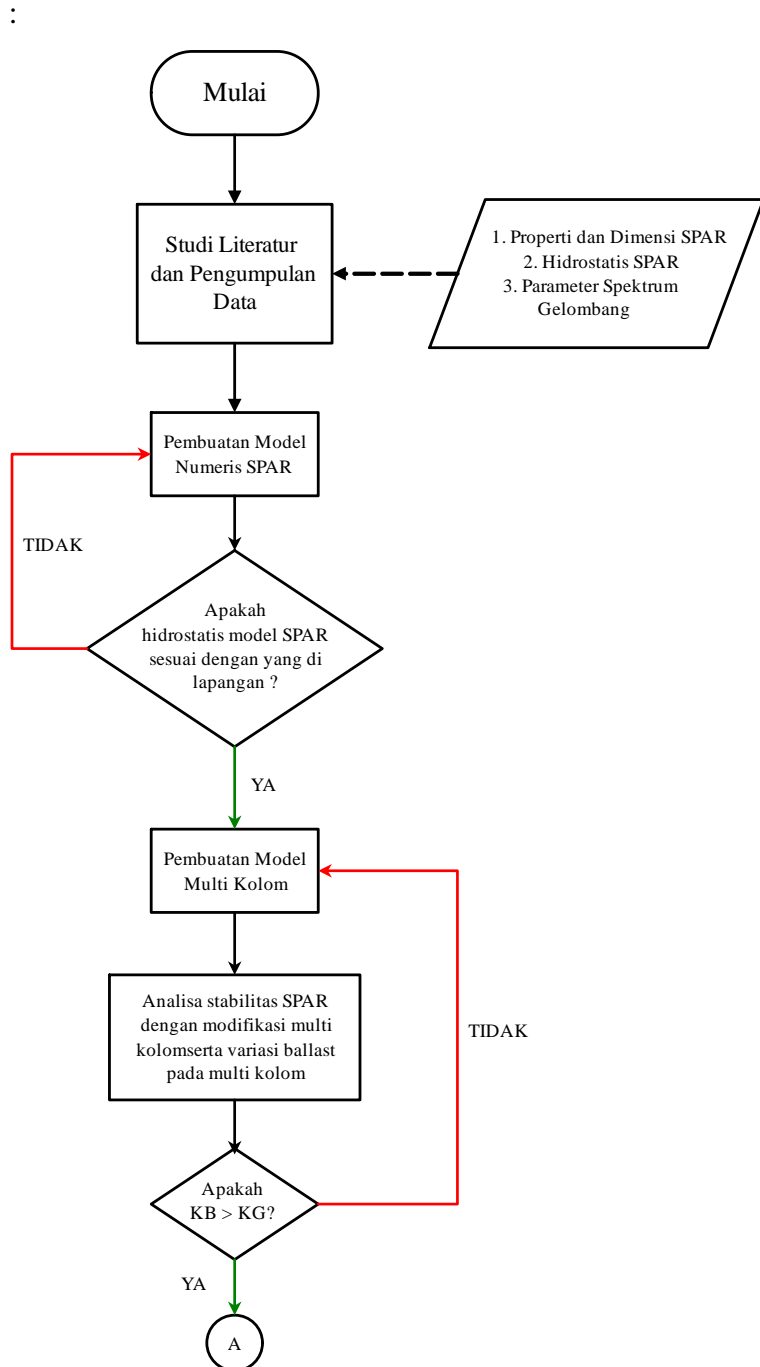 :
Mulai
Studi Literatur
dan Pengumpulan
Data
1. Properti dan Dimensi SPAR
2. Hidrostatis SPAR
3. Parameter Spektrum
Gelombang
Pembuatan Model
Numeris SPAR
TIDAK
Apakah
hidrostatis model SPAR
sesuai dengan yang di
lapangan ?
YA
Pembuatan Model
Multi Kolom
Analisa stabilitas SPAR
dengan modifikasi multi
kolomserta variasi ballast
pada multi kolom
TIDAK
Apakah
KB > KG?
YA
A